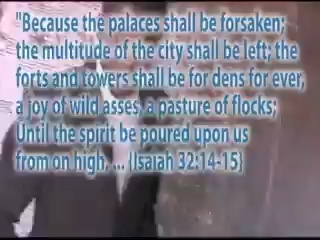 "Because the palaces shall be forsaken;
the multitude of the city shall be left; the
forts and towers shall be for dens for ever,
a joy of wild asses, a pasture of flocks;
Until the spirit be poured upon us
from on high, ... (Isaiah 32:14-15)